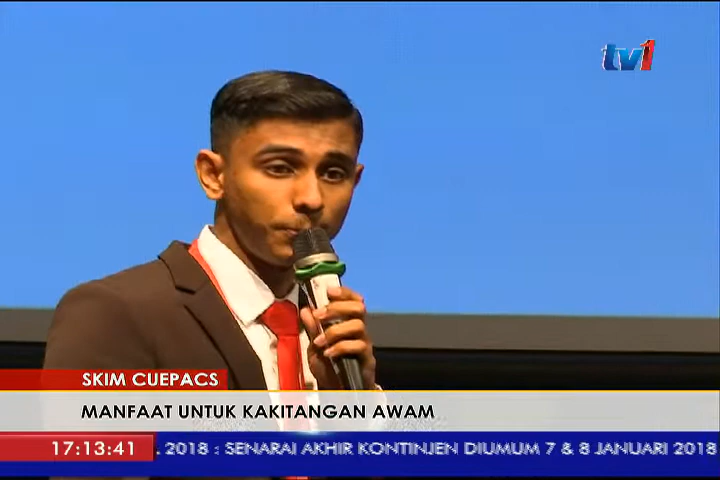 tv1
SKIM CUEPACS
MANFAAT UNTUK KAKITANGAN AWAM
17:13:41 . 2018 : SENARAI AKHIR KONTINJEN DIUMUM 7 & 8 JANUARI 2018